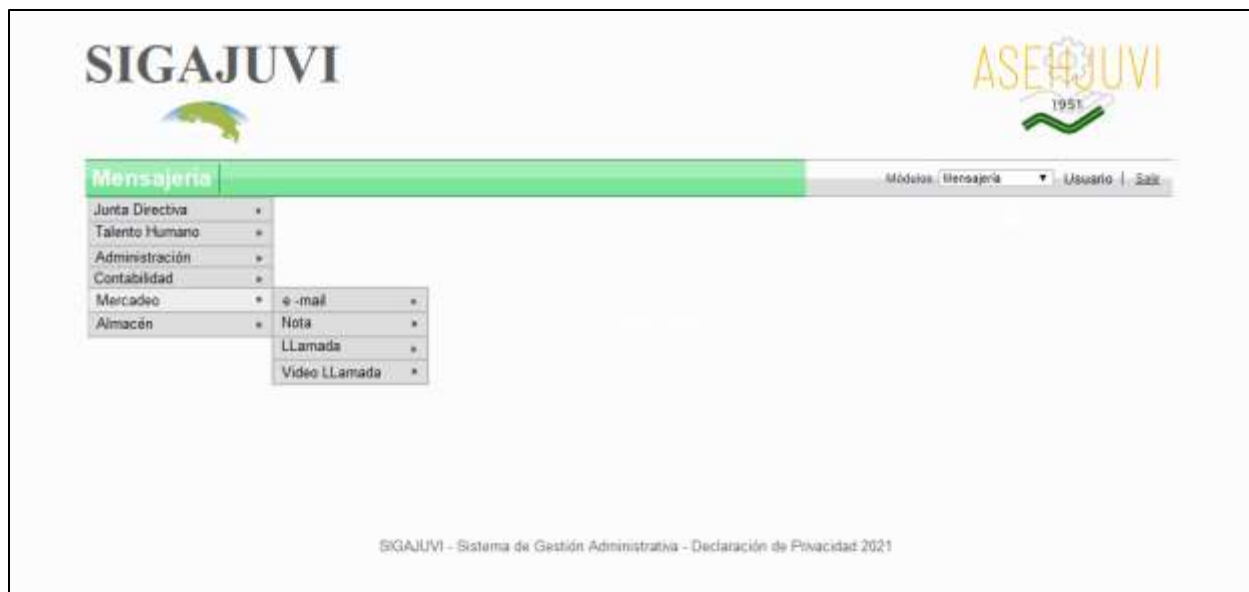 SIGAJUVI
ASEHJUVI
1951
Mensajería
Módulos Mensajería Usuario | Salir
Junta Directiva
Talento Humano
Administración
Contabilidad
Mercadeo
e -mail
Almacén
Nota
LLamada
Video LLamada
SIGAJUVI - Sistema de Gestión Administrativa - Declaración de Privacidad 2021